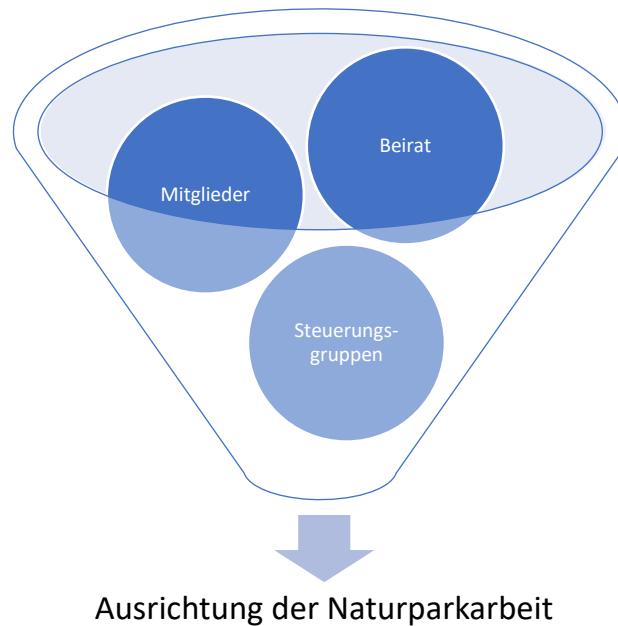 Beirat
Mitglieder
Steuerungs-
gruppen
Ausrichtung der Naturparkarbeit